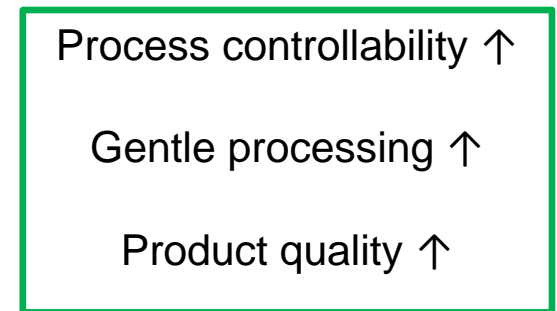 Process controllability ↑
Gentle processing ↑
Product quality ↑